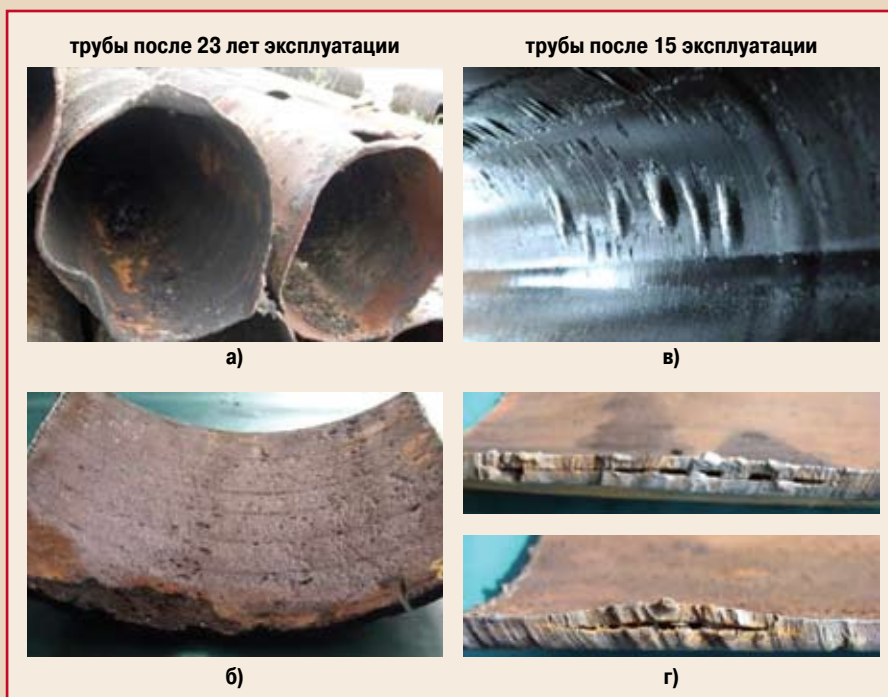 трубы после 23 лет эксплуатации
трубы после 15 эксплуатации
а)
в)
б)
г)